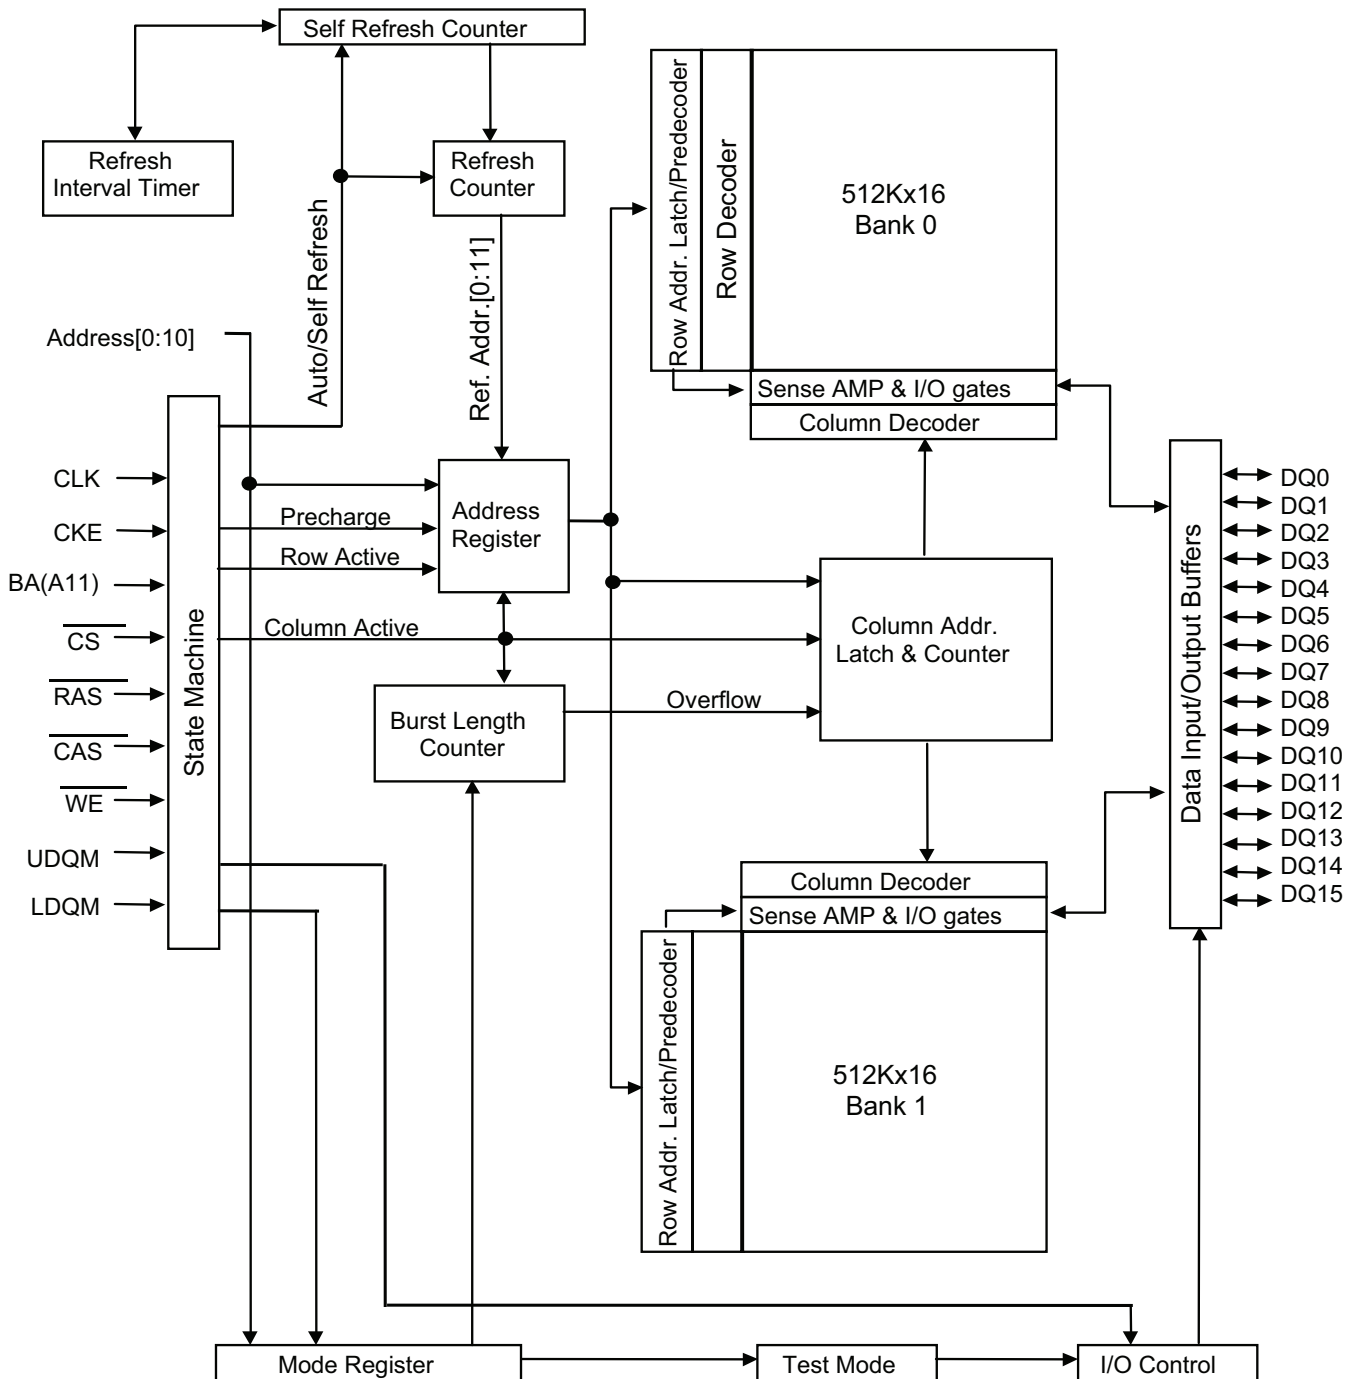 Self Refresh Counter
Refresh
Interval Timer
Refresh
Counter
Auto/Self Refresh
Ref. Addr.[0:11]
Row Addr. Latch/Predecoder
Row Decoder
512Kx16
Bank 0
Sense AMP & I/O gates
Column Decoder
Address[0:10]
CLK
CKE
BA(A11)
CS
RAS
CAS
WE
UDQM
LDQM
State Machine
Precharge
Row Active
Column Active
Address
Register
Burst Length
Counter
Overflow
Column Addr.
Latch & Counter
Data Input/Output Buffers
DQ0
DQ1
DQ2
DQ3
DQ4
DQ5
DQ6
DQ7
DQ8
DQ9
DQ10
DQ11
DQ12
DQ13
DQ14
DQ15
Column Decoder
Sense AMP & I/O gates
Row Addr. Latch/Predecoder
512Kx16
Bank 1
Mode Register
Test Mode
I/O Control